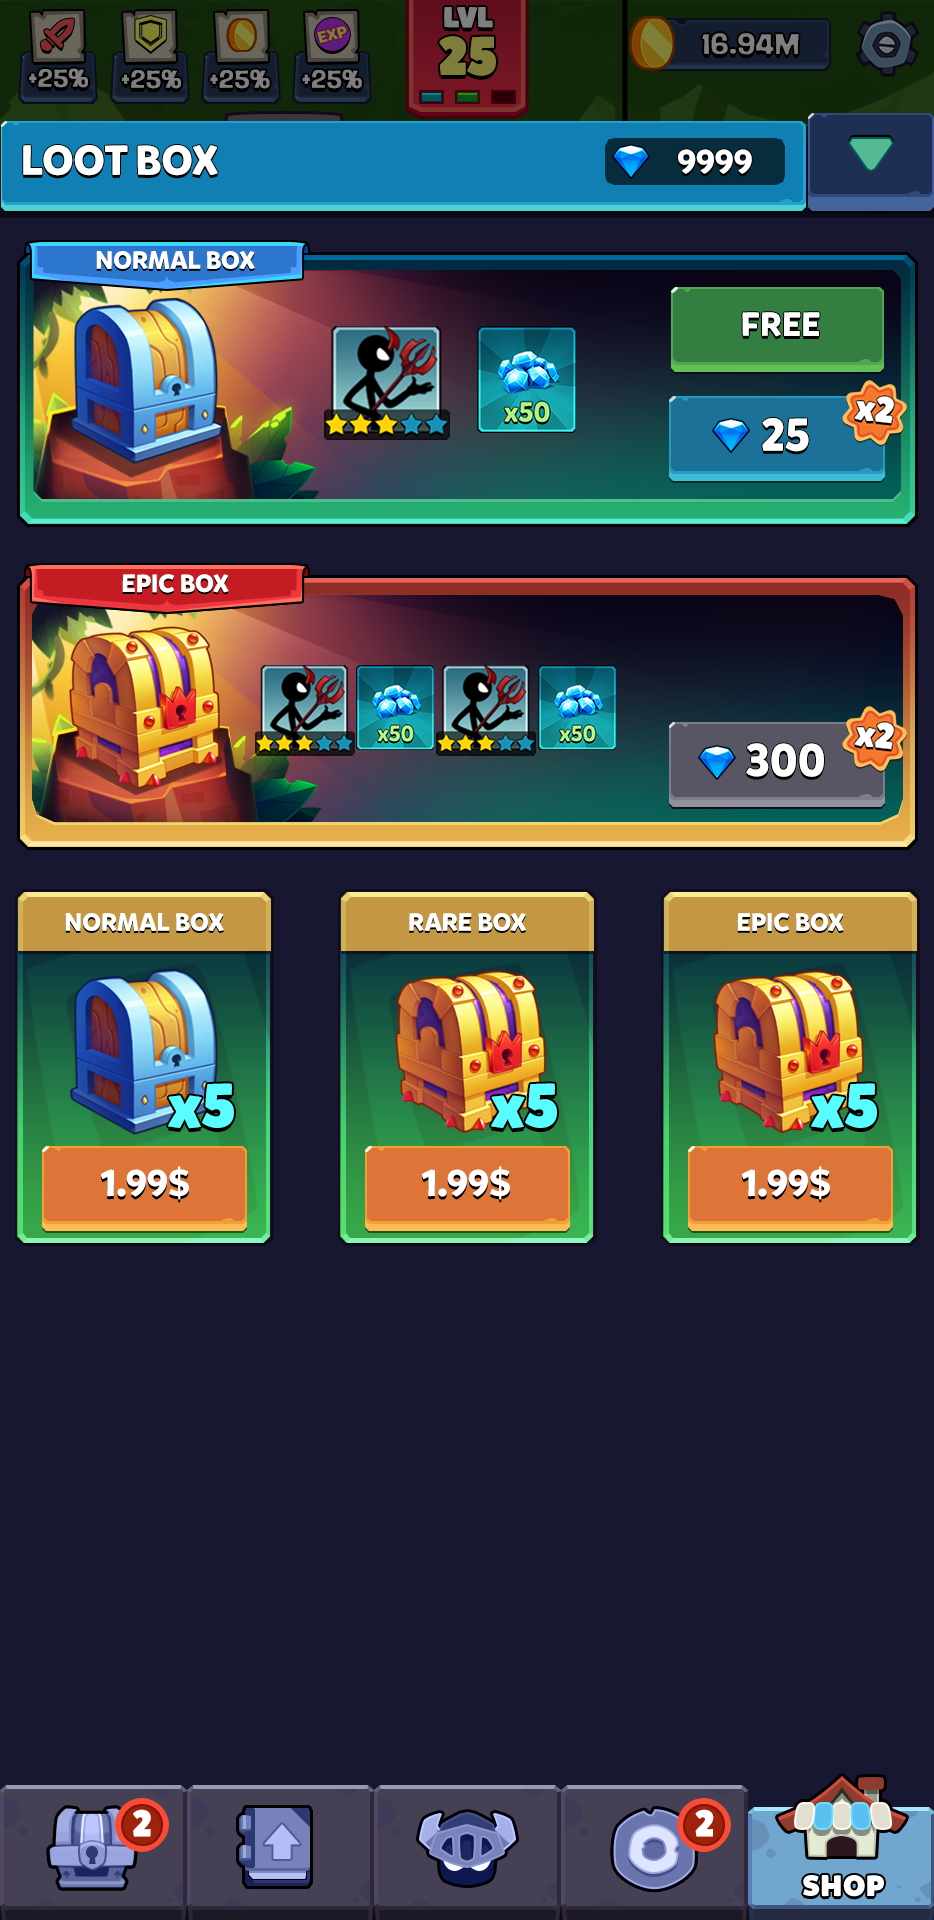 LVL
25
EXP
+25%
+25%
+25%
+25%
16.94M
LOOT BOX
9999
NORMAL BOX
FREE
x50
25
x2
EPIC BOX
x50
x50
300
x2
NORMAL BOX
RARE BOX
EPIC BOX
x5
x5
x5
1.99$
1.99$
1.99$
2
2
SHOP